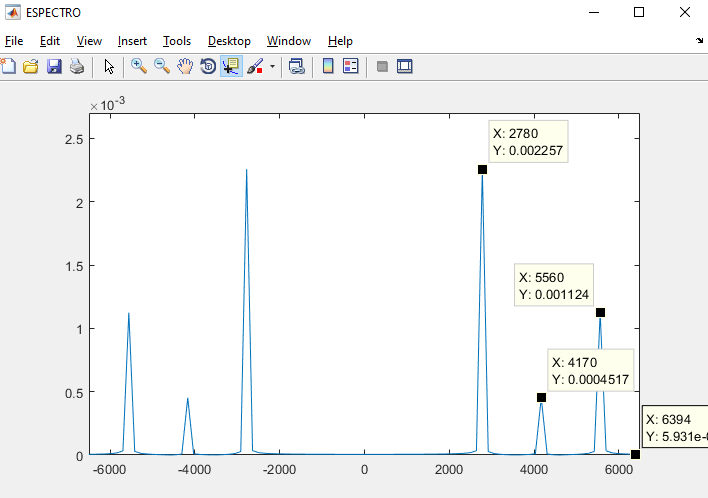 ESPECTRO
File Edit View Insert Tools Desktop Window Help
×10-3
2.5
2
1.5
1
0.5
0
-6000 -4000 -2000 0 2000 4000 6000
X: 2780
Y: 0.002257
X: 5560
Y: 0.001124
X: 4170
Y: 0.0004517
X: 6394